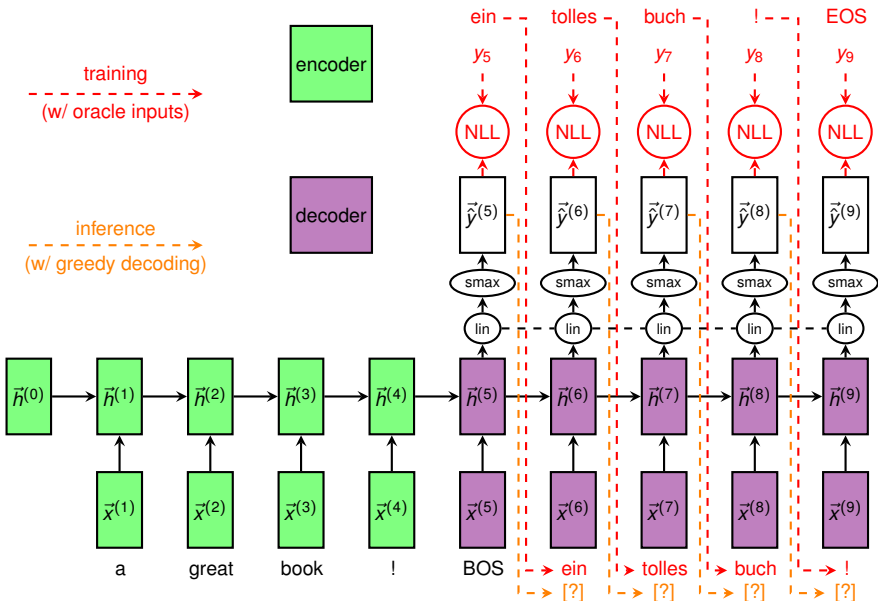 ein tolles buch ! EOS
training
(w/ oracle inputs)
encoder
y₅ y₆ y₇ y₈ y₉
NLL NLL NLL NLL NLL
inference
(w/ greedy decoding)
decoder
ŷ⃗⁽⁵⁾ ŷ⃗⁽⁶⁾ ŷ⃗⁽⁷⁾ ŷ⃗⁽⁸⁾ ŷ⃗⁽⁹⁾
smax smax smax smax smax
lin lin lin lin lin
h⃗⁽⁰⁾ h⃗⁽¹⁾ h⃗⁽²⁾ h⃗⁽³⁾ h⃗⁽⁴⁾ h⃗⁽⁵⁾ h⃗⁽⁶⁾ h⃗⁽⁷⁾ h⃗⁽⁸⁾ h⃗⁽⁹⁾
x⃗⁽¹⁾ x⃗⁽²⁾ x⃗⁽³⁾ x⃗⁽⁴⁾ x⃗⁽⁵⁾ x⃗⁽⁶⁾ x⃗⁽⁷⁾ x⃗⁽⁸⁾ x⃗⁽⁹⁾
a great book ! BOS ein tolles buch !
[?] [?] [?] [?]